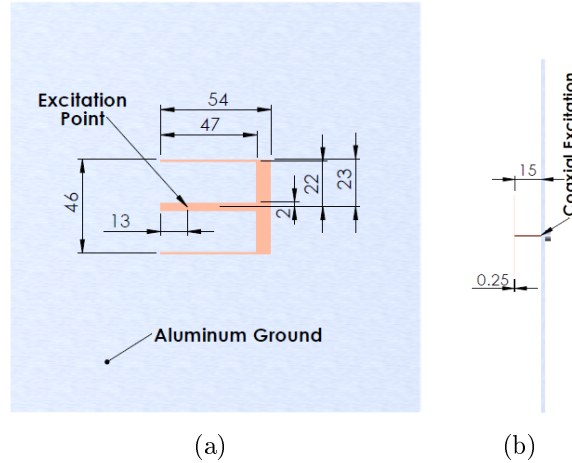 54
Excitation
Point
47
46
22
23
2
13
Aluminum Ground
15
Coaxial Excitation
0.25
(a)
(b)